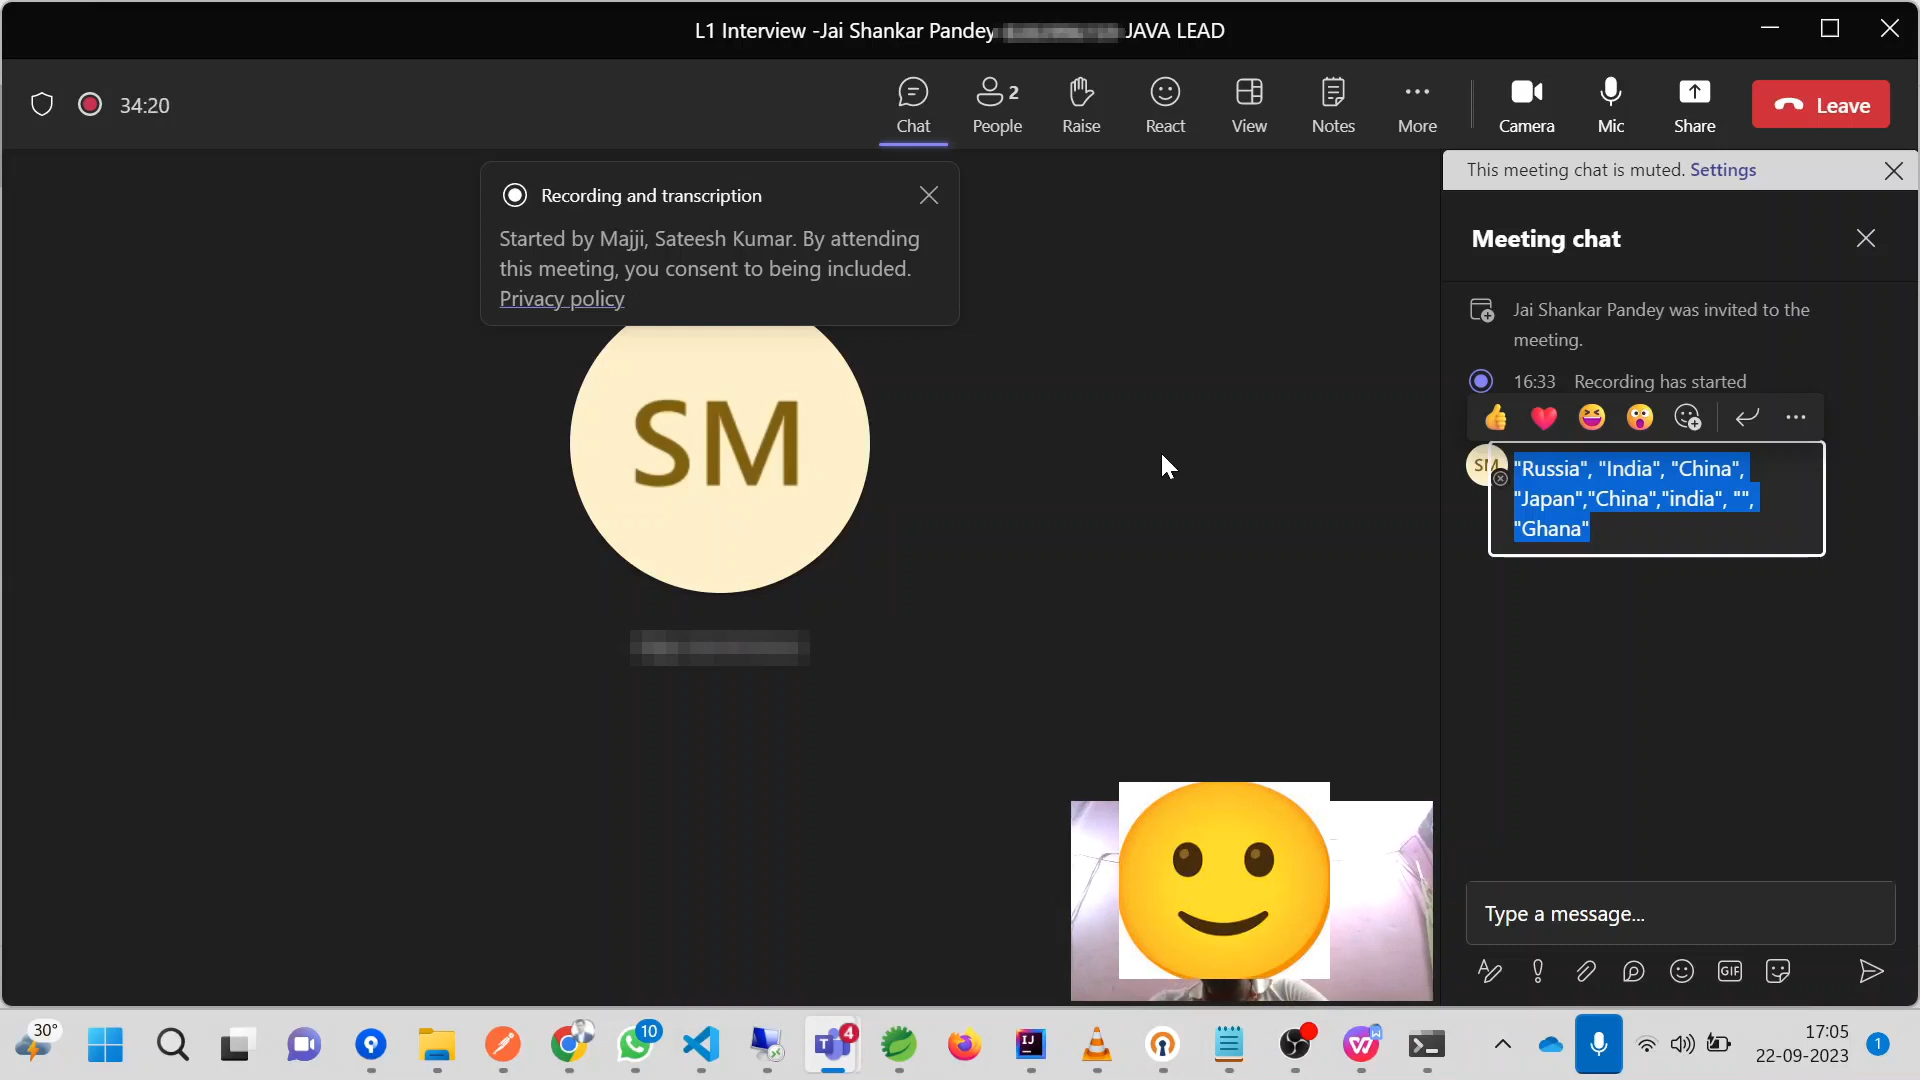 L1 Interview -Jai Shankar Pandey JAVA LEAD
34:20
Chat
People
2
Raise
React
View
Notes
More
Camera
Mic
Share
Leave
Recording and transcription
Started by Majji, Sateesh Kumar. By attending
this meeting, you consent to being included.
Privacy policy
SM
This meeting chat is muted. Settings
Meeting chat
Jai Shankar Pandey was invited to the
meeting.
16:33 Recording has started
SM
"Russia", "India", "China",
"Japan","China","india", "",
"Ghana"
Type a message...
GIF
30°
10
4
IJ
17:05
22-09-2023
1